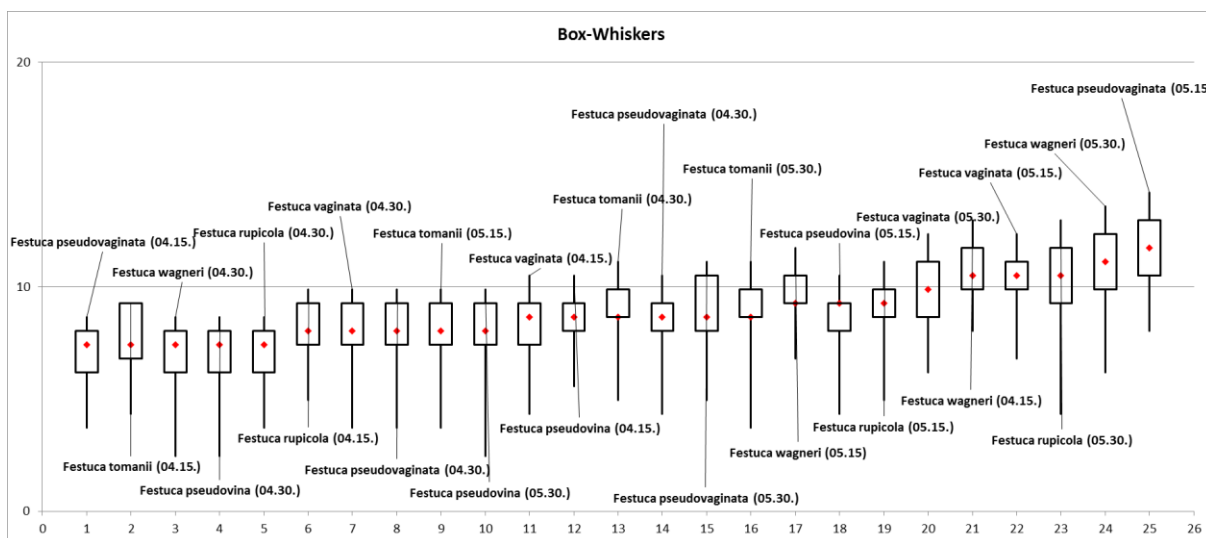 Box-Whiskers
20
Festuca pseudovaginata (05.15
Festuca pseudovaginata (04.30.)
Festuca wagneri (05.30.)
Festuca tomanii (05.30.)
Festuca vaginata (05.15.)
Festuca tomanii (04.30.)
Festuca vaginata (04.30.)
Festuca vaginata (05.30.)
Festuca rupicola (04.30.)
Festuca tomanii (05.15.)
Festuca pseudovina (05.15.)
Festuca pseudovaginata (04.15.)
Festuca vaginata (04.15.)
Festuca wagneri (04.30.)
10
Festuca wagneri (04.15.)
Festuca pseudovina (04.15.)
Festuca rupicola (05.15.)
Festuca rupicola (04.15.)
Festuca rupicola (05.30.)
Festuca wagneri (05.15)
Festuca tomanii (04.15.)
Festuca pseudovaginata (04.30.)
Festuca pseudovina (04.30.)
Festuca pseudovina (05.30.)
Festuca pseudovaginata (05.30.)
0
0 1 2 3 4 5 6 7 8 9 10 11 12 13 14 15 16 17 18 19 20 21 22 23 24 25 26